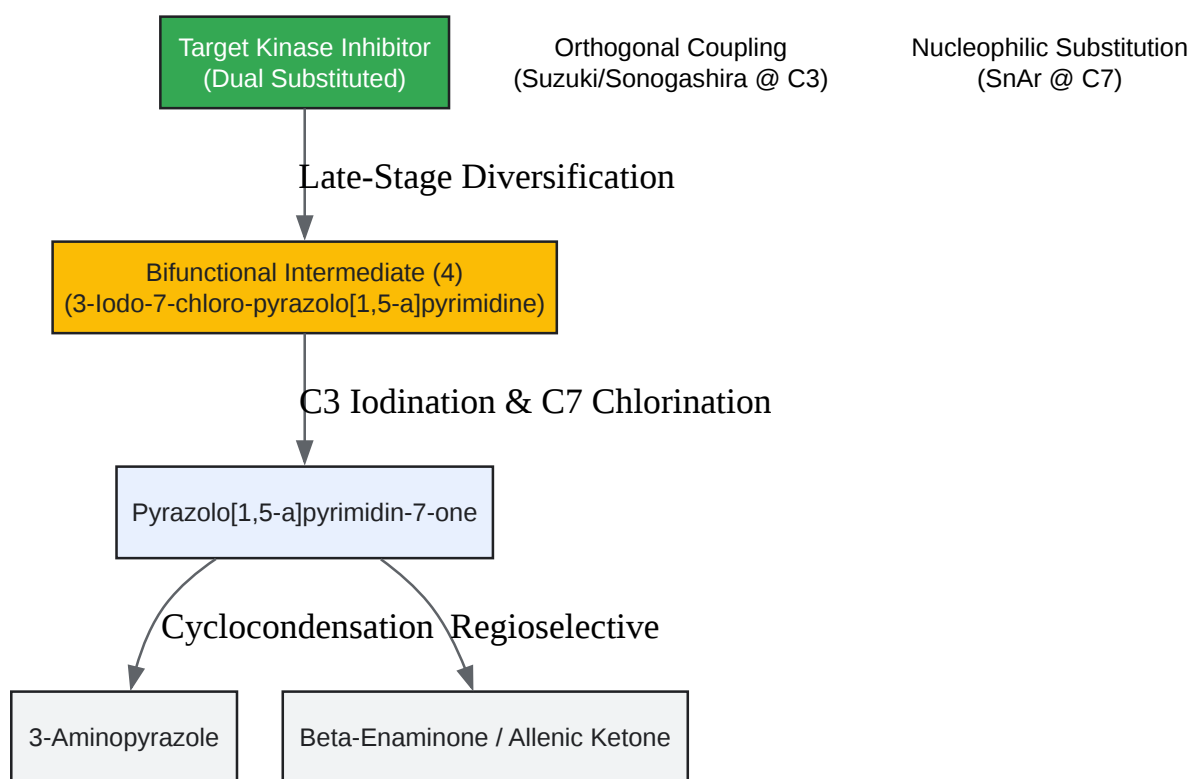 Target Kinase Inhibitor
(Dual Substituted)
Orthogonal Coupling
(Suzuki/Sonogashira @ C3)
Nucleophilic Substitution
(SnAr @ C7)
Late-Stage Diversification
Bifunctional Intermediate (4)
(3-Iodo-7-chloro-pyrazolo[1,5-a]pyrimidine)
C3 Iodination & C7 Chlorination
Pyrazolo[1,5-a]pyrimidin-7-one
Cyclocondensation
Regioselective
3-Aminopyrazole
Beta-Enaminone / Allenic Ketone